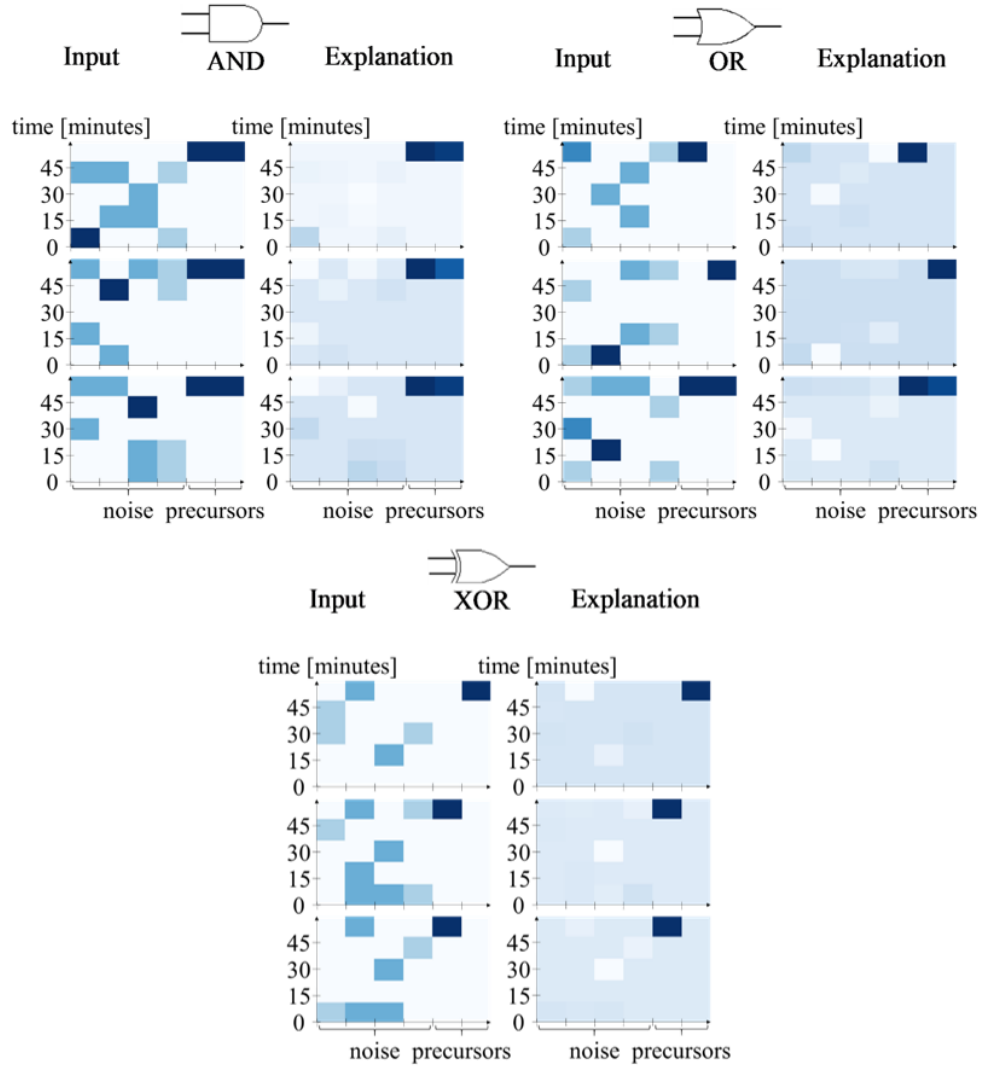 Input AND Explanation
Input OR Explanation
time [minutes] time [minutes]
time [minutes] time [minutes]
45 45 45 45
30 30 30 30
15 15 15 15
0 0 0 0
45 45 45 45
30 30 30 30
15 15 15 15
0 0 0 0
45 45 45 45
30 30 30 30
15 15 15 15
0 0 0 0
noise precursors noise precursors
noise precursors noise precursors
Input XOR Explanation
time [minutes] time [minutes]
45 45
30 30
15 15
0 0
45 45
30 30
15 15
0 0
45 45
30 30
15 15
0 0
noise precursors noise precursors